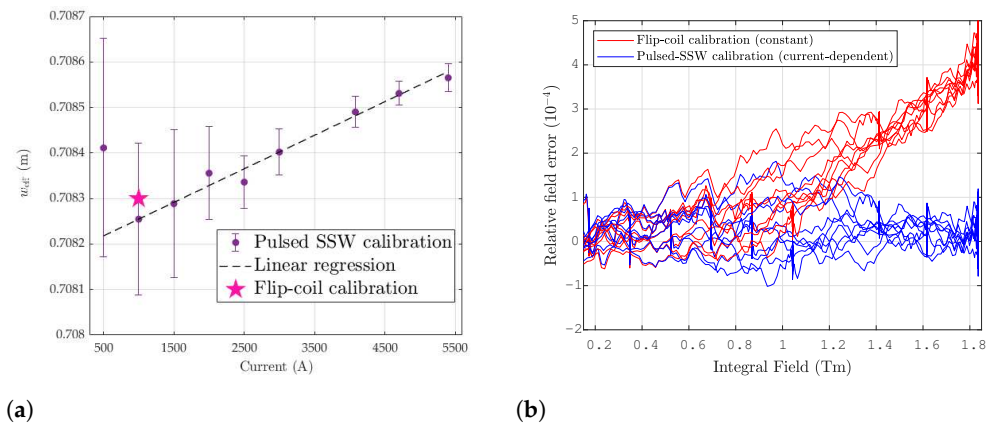 0.7087
0.7086
0.7085
0.7084
0.7083
0.7082
0.7081
0.708
(m)
Pulsed SSW calibration
Linear regression
Flip-coil calibration
500 1500 2500 3500 4500 5500
Current (A)
(a)
5
4
3
2
1
0
−1
−2
Relative field error (10⁻⁴)
Flip-coil calibration (constant)
Pulsed-SSW calibration (current-dependent)
0.2 0.4 0.6 0.8 1 1.2 1.4 1.6 1.8
Integral Field (Tm)
(b)